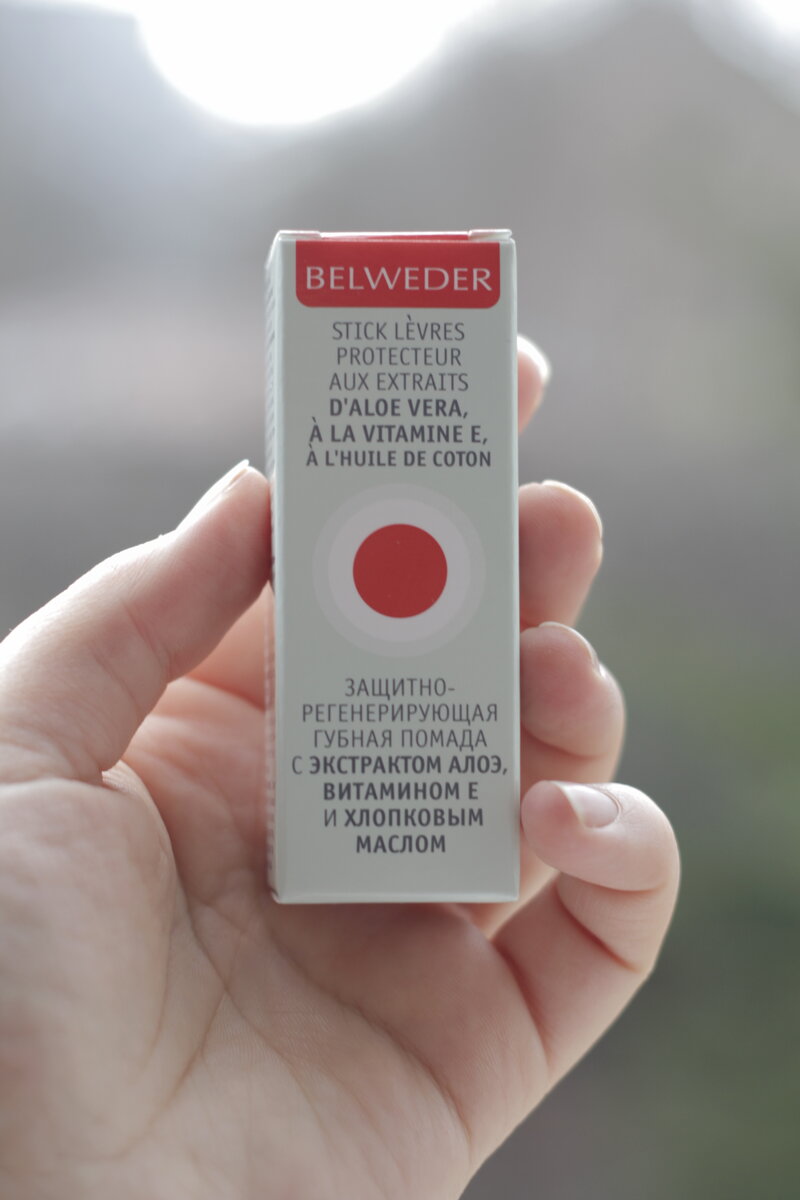 BELWEDER
STICK LÈVRES
PROTECTEUR
AUX EXTRAITS
D'ALOE VERA,
À LA VITAMINE E,
À L'HUILE DE COTON
ЗАЩИТНО-
РЕГЕНЕРИРУЮЩАЯ
ГУБНАЯ ПОМАДА
С ЭКСТРАКТОМ АЛОЭ,
ВИТАМИНОМ Е
И ХЛОПКОВЫМ
МАСЛОМ